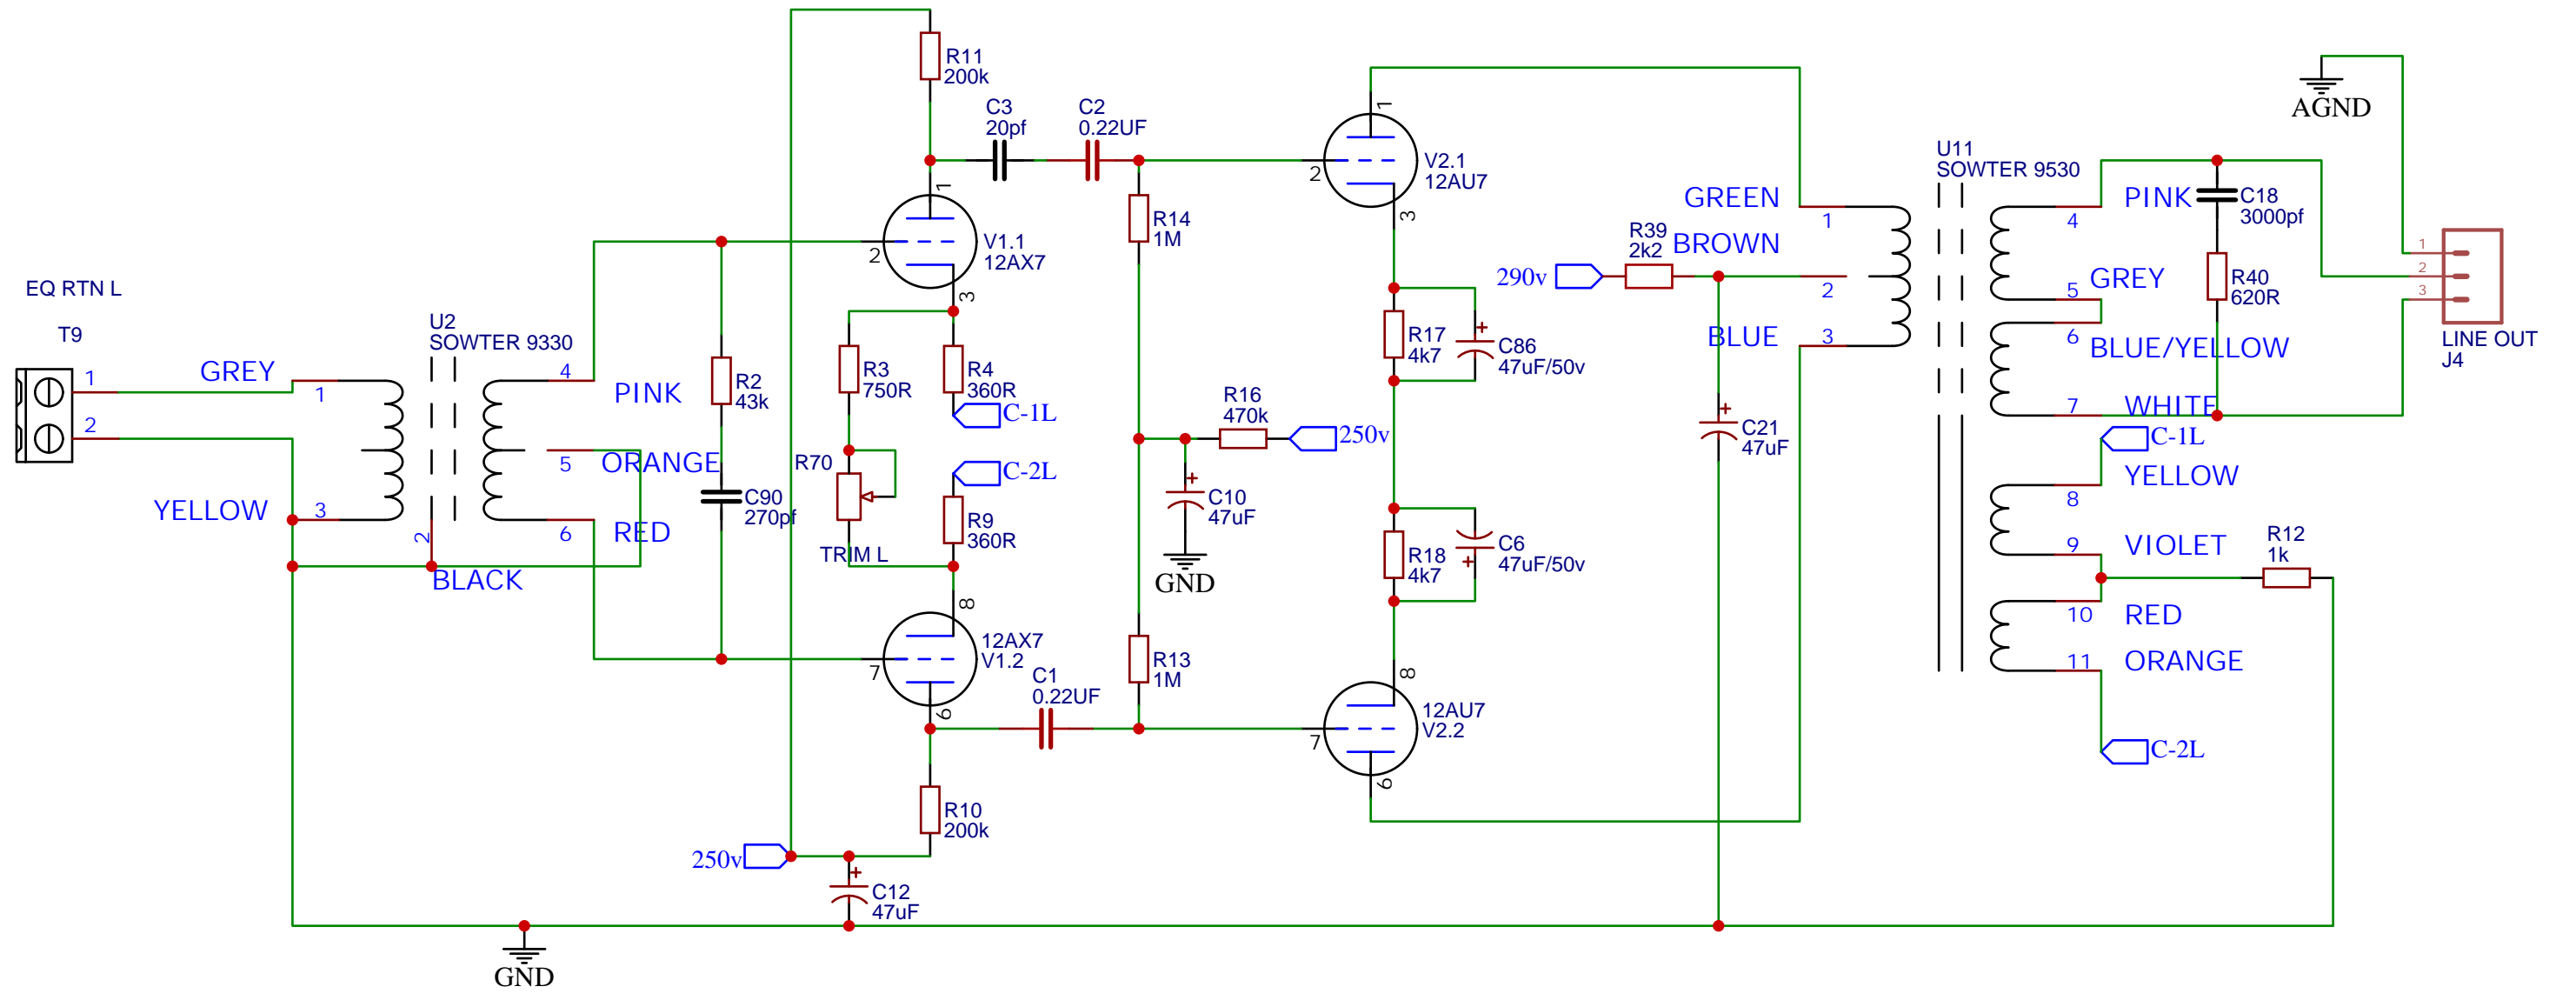 EQ RTN L
T9
1
2
GREY
YELLOW
1
3
2
BLACK
U2
SOWTER 9330
4
5
6
PINK
ORANGE
RED
R2
43k
C90
270pf
R11
200k
C3
20pf
C2
0.22UF
1
2
3
V1.1
12AX7
R3
750R
R4
360R
C-1L
R70
TRIM L
C-2L
R9
360R
8
7
6
12AX7
V1.2
C1
0.22UF
R10
200k
250v
C12
47uF
GND
R14
1M
R16
470k
250v
C10
47uF
GND
R13
1M
1
2
3
V2.1
12AU7
R17
4k7
C86
47uF/50v
R18
4k7
C6
47uF/50v
8
7
6
12AU7
V2.2
290v
R39
2k2
C21
47uF
GREEN
BROWN
BLUE
1
2
3
U11
SOWTER 9530
4
5
6
7
8
9
10
11
PINK
GREY
BLUE/YELLOW
WHITE
C-1L
YELLOW
VIOLET
RED
ORANGE
C-2L
C18
3000pf
R40
620R
R12
1k
AGND
1
2
3
LINE OUT
J4